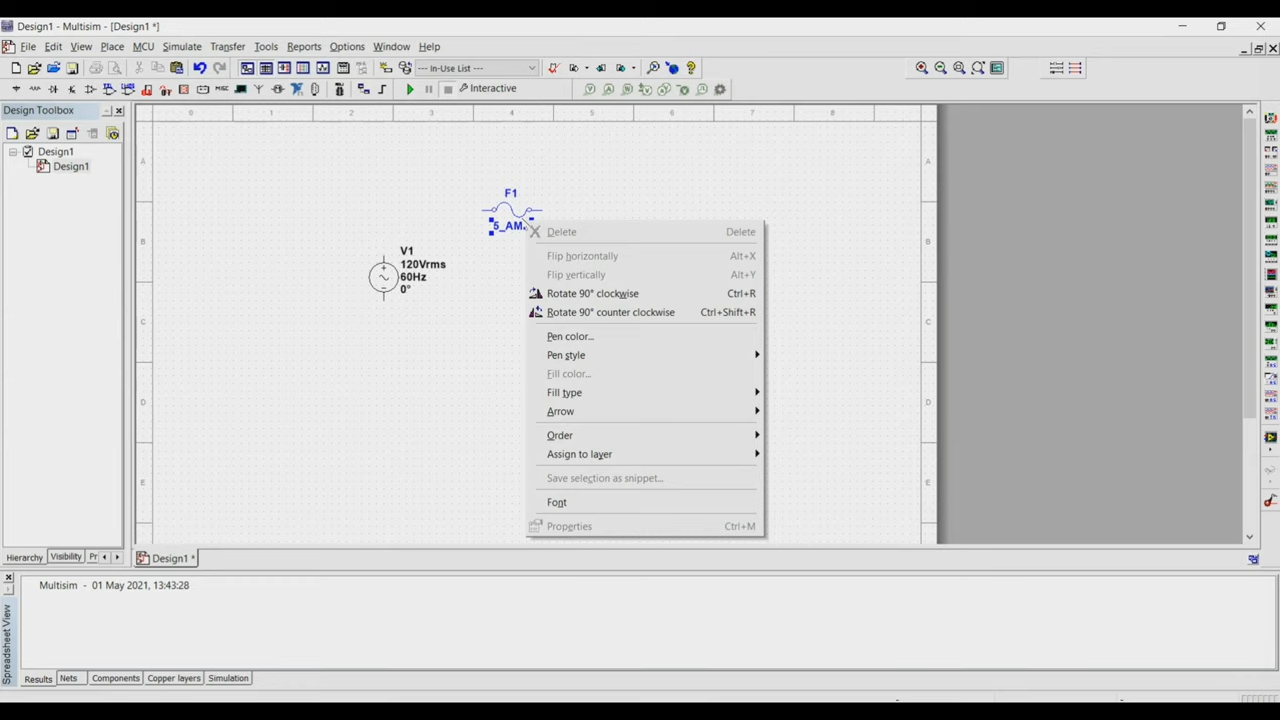 Design1 - Multisim - [Design1 *]
File Edit View Place MCU Simulate Transfer Tools Reports Options Window Help
--- In-Use List ---
Interactive
Design Toolbox
Design1
Design1
0 1 2 3 4 5 6 7 8
A A
B B
C C
D D
E E
F1
V1
120Vrms
60Hz
0°
Delete Delete
Flip horizontally Alt+X
Flip vertically Alt+Y
Rotate 90° clockwise Ctrl+R
Rotate 90° counter clockwise Ctrl+Shift+R
Pen color...
Pen style
Fill color...
Fill type
Arrow
Order
Assign to layer
Save selection as snippet...
Font
Properties Ctrl+M
Hierarchy Visibility Pr
Design1 *
Multisim - 01 May 2021, 13:43:28
Spreadsheet View
Results Nets Components Copper layers Simulation